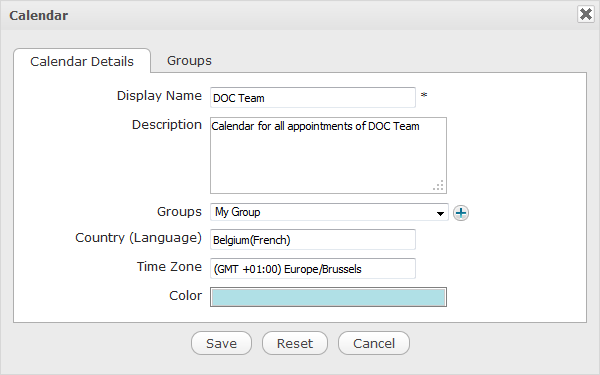 Calendar
Calendar Details Groups
Display Name DOC Team *
Description Calendar for all appointments of DOC Team
Groups My Group
Country (Language) Belgium(French)
Time Zone (GMT +01:00) Europe/Brussels
Color
Save Reset Cancel